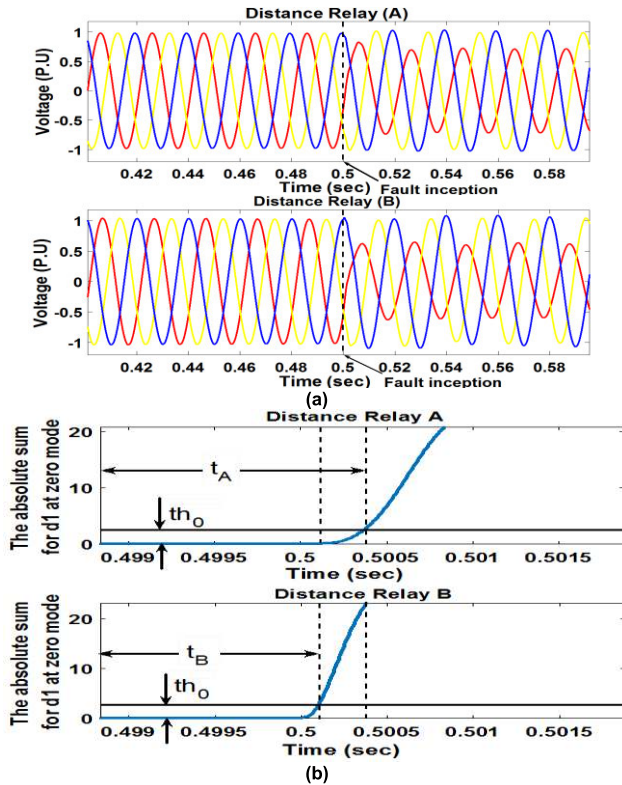 Distance Relay (A)
Voltage (P.U)
1
0.5
0
-0.5
-1
0.42 0.44 0.46 0.48 0.5 0.52 0.54 0.56 0.58
Time (sec)
Fault inception
Distance Relay (B)
Voltage (P.U)
1
0.5
0
-0.5
-1
0.42 0.44 0.46 0.48 0.5 0.52 0.54 0.56 0.58
Time (sec)
Fault inception
(a)
Distance Relay A
The absolute sum
for d1 at zero mode
20
10
0
tA
th0
0.499 0.4995 0.5 0.5005 0.501 0.5015
Time (sec)
Distance Relay B
The absolute sum
for d1 at zero mode
20
10
0
tB
th0
0.499 0.4995 0.5 0.5005 0.501 0.5015
Time (sec)
(b)